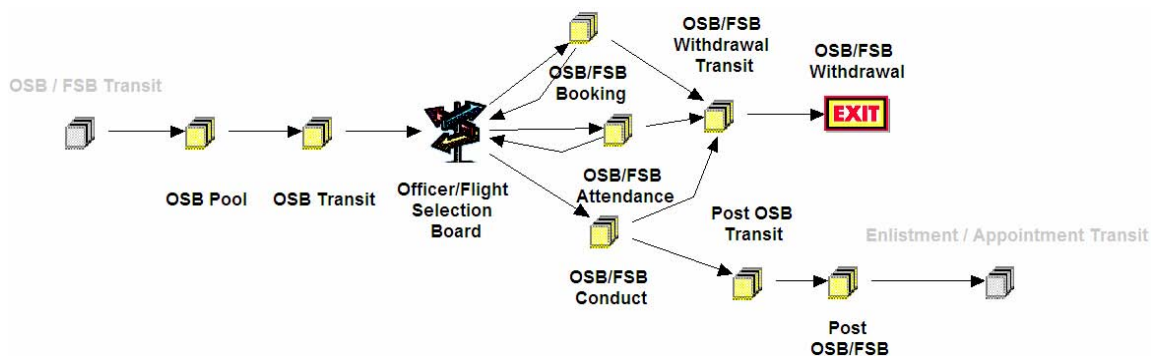 OSB / FSB Transit
OSB Pool
OSB Transit
Officer/Flight
Selection
Board
OSB/FSB
Booking
OSB/FSB
Attendance
OSB/FSB
Conduct
OSB/FSB
Withdrawal
Transit
OSB/FSB
Withdrawal
EXIT
Post OSB
Transit
Post
OSB/FSB
Enlistment / Appointment Transit